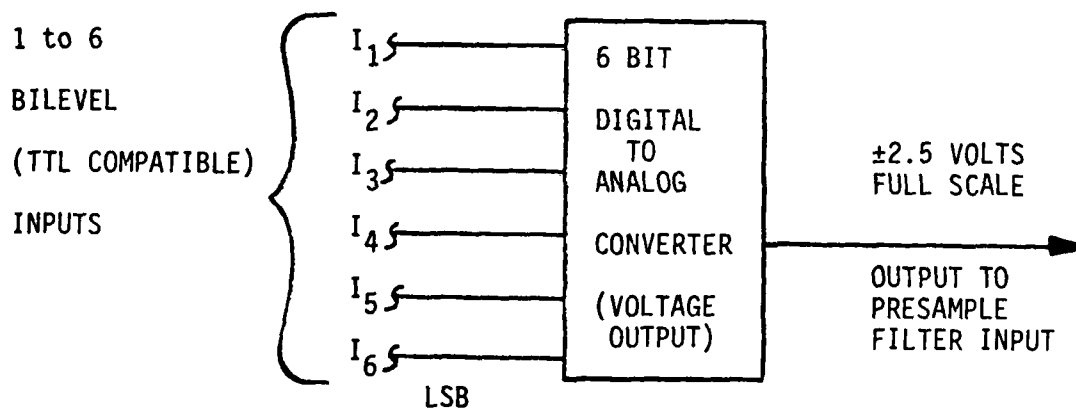 1 to 6
BILEVEL
(TTL COMPATIBLE)
INPUTS
I1
I2
I3
I4
I5
I6
LSB
6 BIT
DIGITAL
TO
ANALOG
CONVERTER
(VOLTAGE
OUTPUT)
±2.5 VOLTS
FULL SCALE
OUTPUT TO
PRESAMPLE
FILTER INPUT